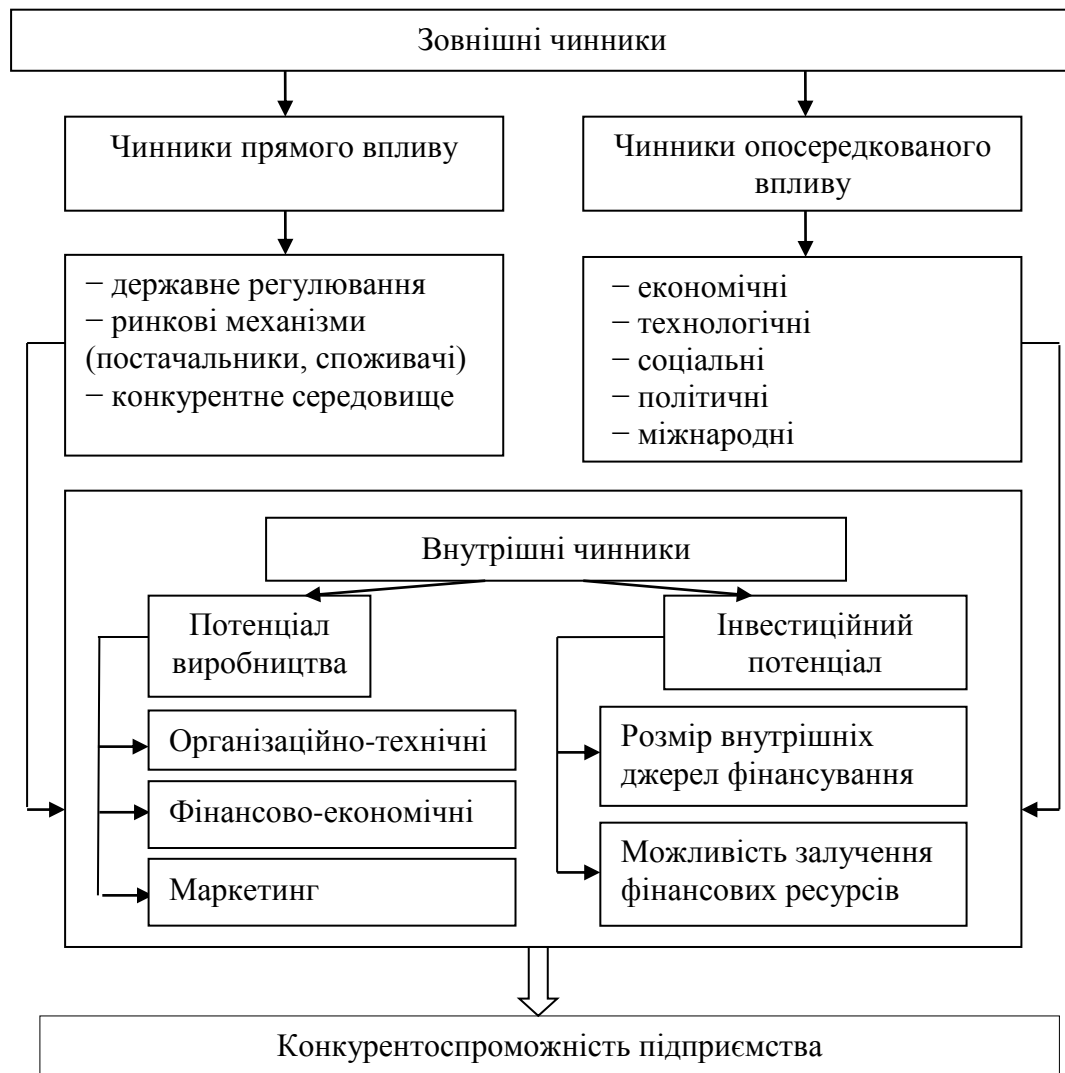 Зовнішні чинники
Чинники прямого впливу
Чинники опосередкованого
впливу
− державне регулювання
− ринкові механізми
(постачальники, споживачі)
− конкурентне середовище
− економічні
− технологічні
− соціальні
− політичні
− міжнародні
Внутрішні чинники
Потенціал
виробництва
Організаційно-технічні
Фінансово-економічні
Маркетинг
Інвестиційний
потенціал
Розмір внутрішніх
джерел фінансування
Можливість залучення
фінансових ресурсів
Конкурентоспроможність підприємства